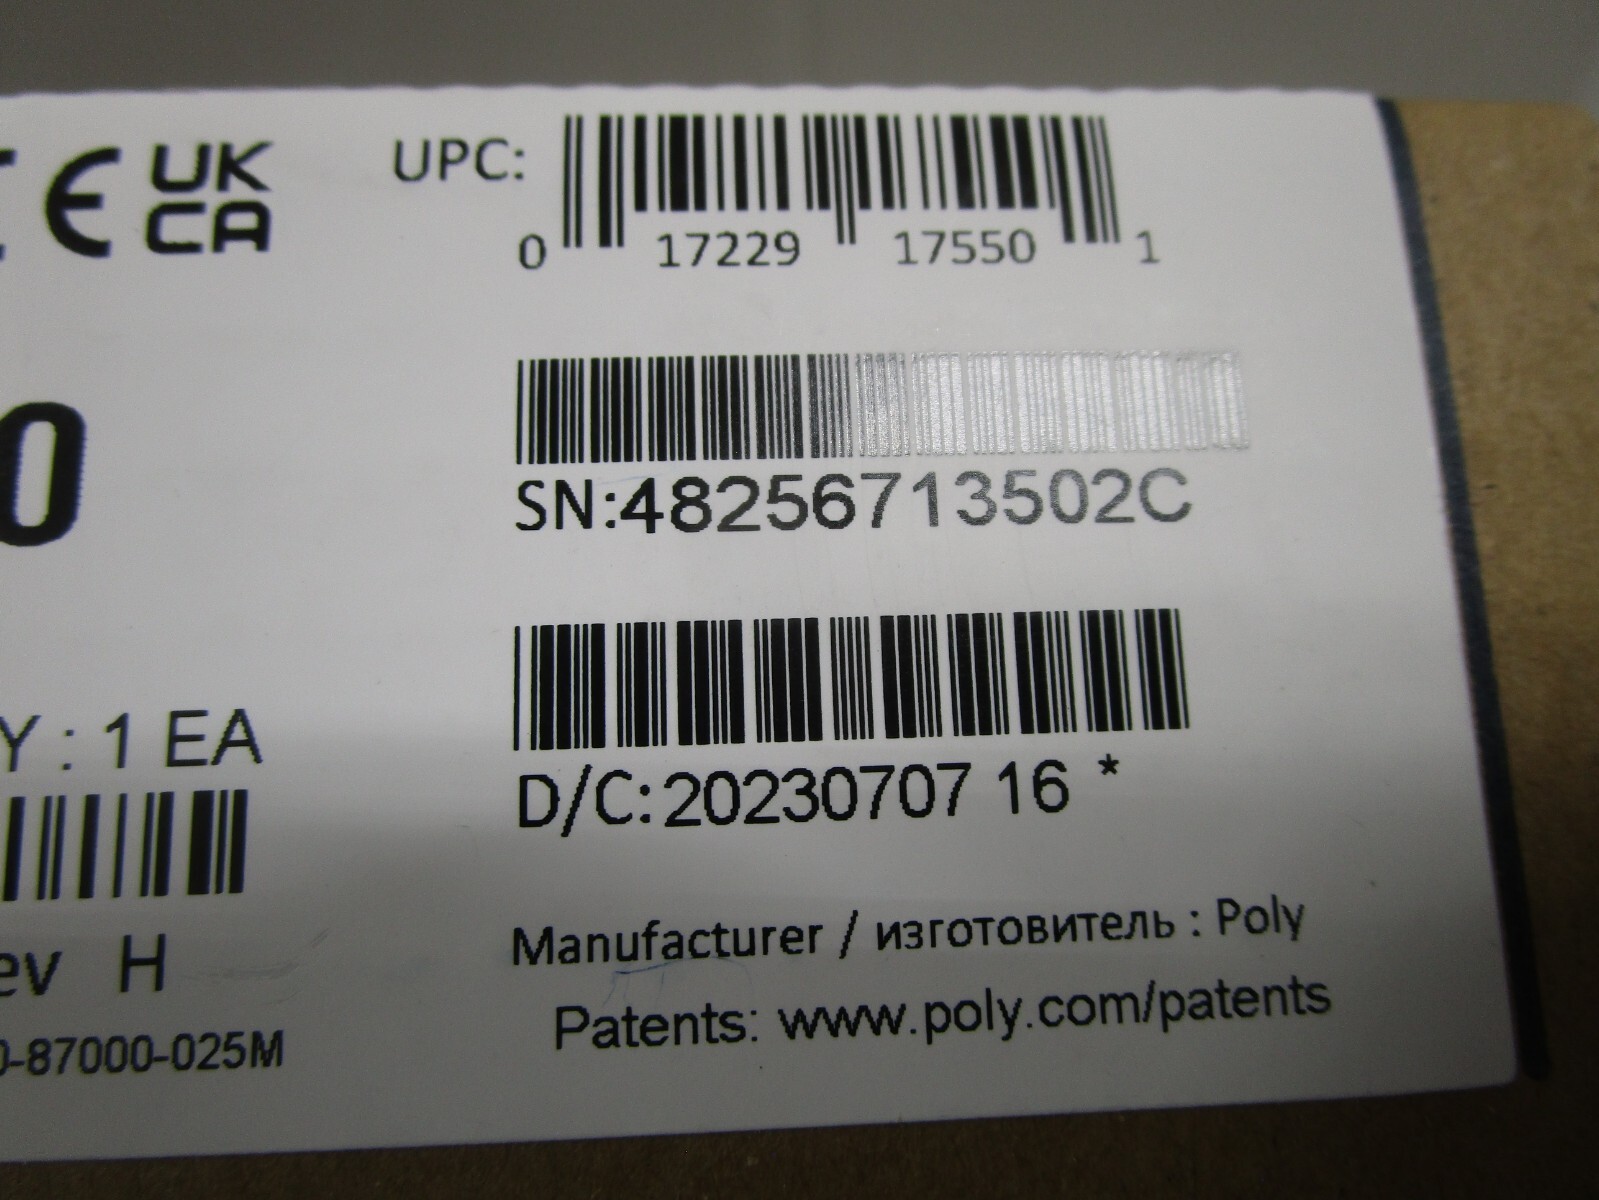 CE UK CA
UPC:
0 17229 17550 1
0
SN:48256713502C
Y : 1 EA
D/C:20230707 16 *
ev H
Manufacturer / изготовитель : Poly
0-87000-025M
Patents: www.poly.com/patents